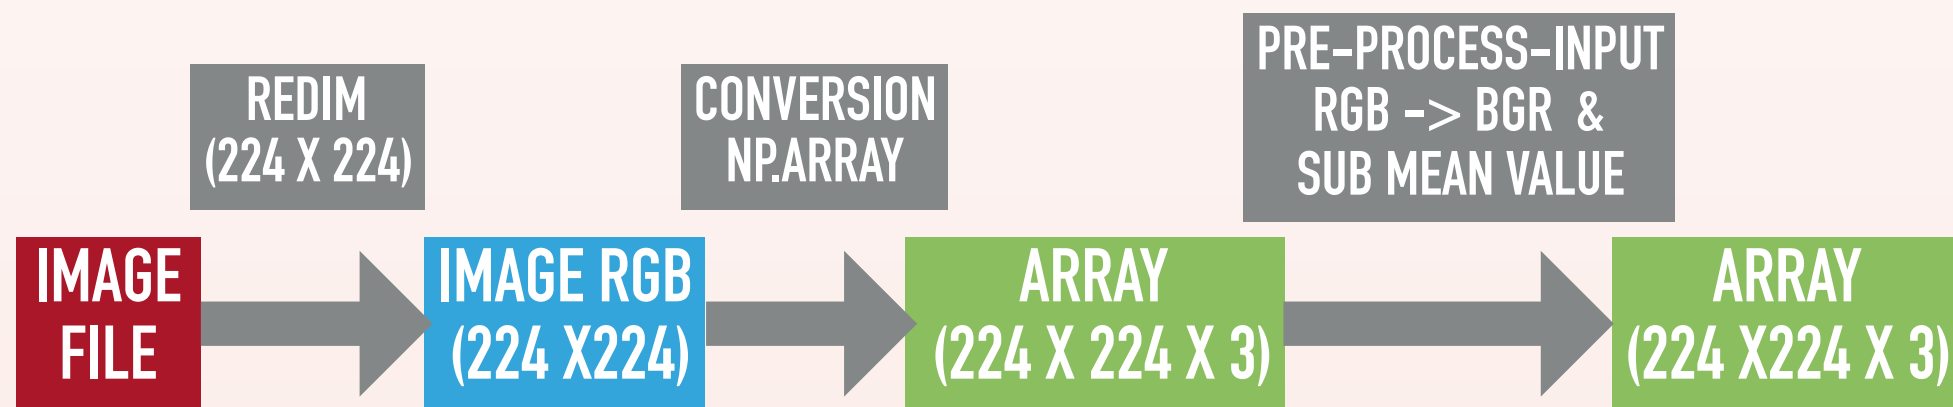 REDIM
(224 X 224)
CONVERSION
NP.ARRAY
PRE-PROCESS-INPUT
RGB -> BGR &
SUB MEAN VALUE
IMAGE
FILE
IMAGE RGB
(224 X224)
ARRAY
(224 X 224 X 3)
ARRAY
(224 X224 X 3)